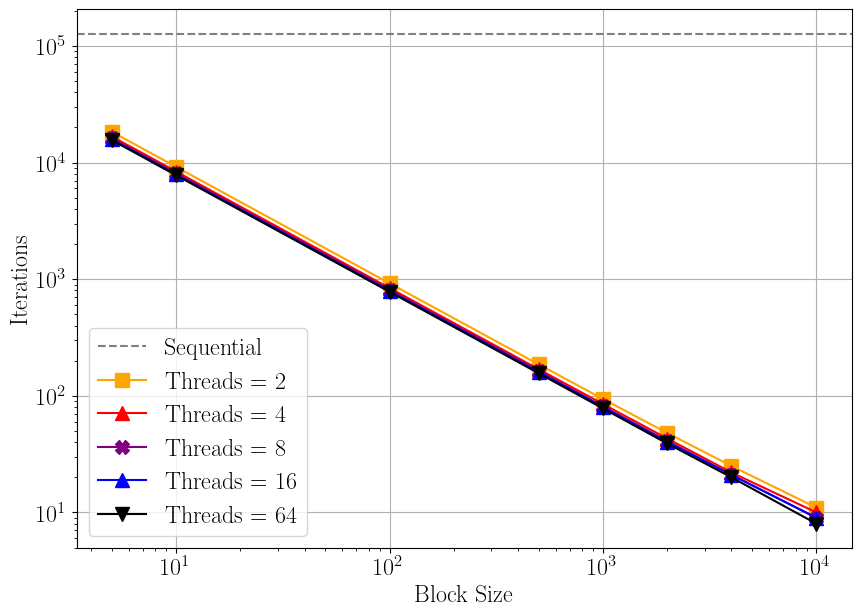 10^5
10^4
10^3
10^2
10^1
Iterations
Sequential
Threads = 2
Threads = 4
Threads = 8
Threads = 16
Threads = 64
10^1 10^2 10^3 10^4
Block Size